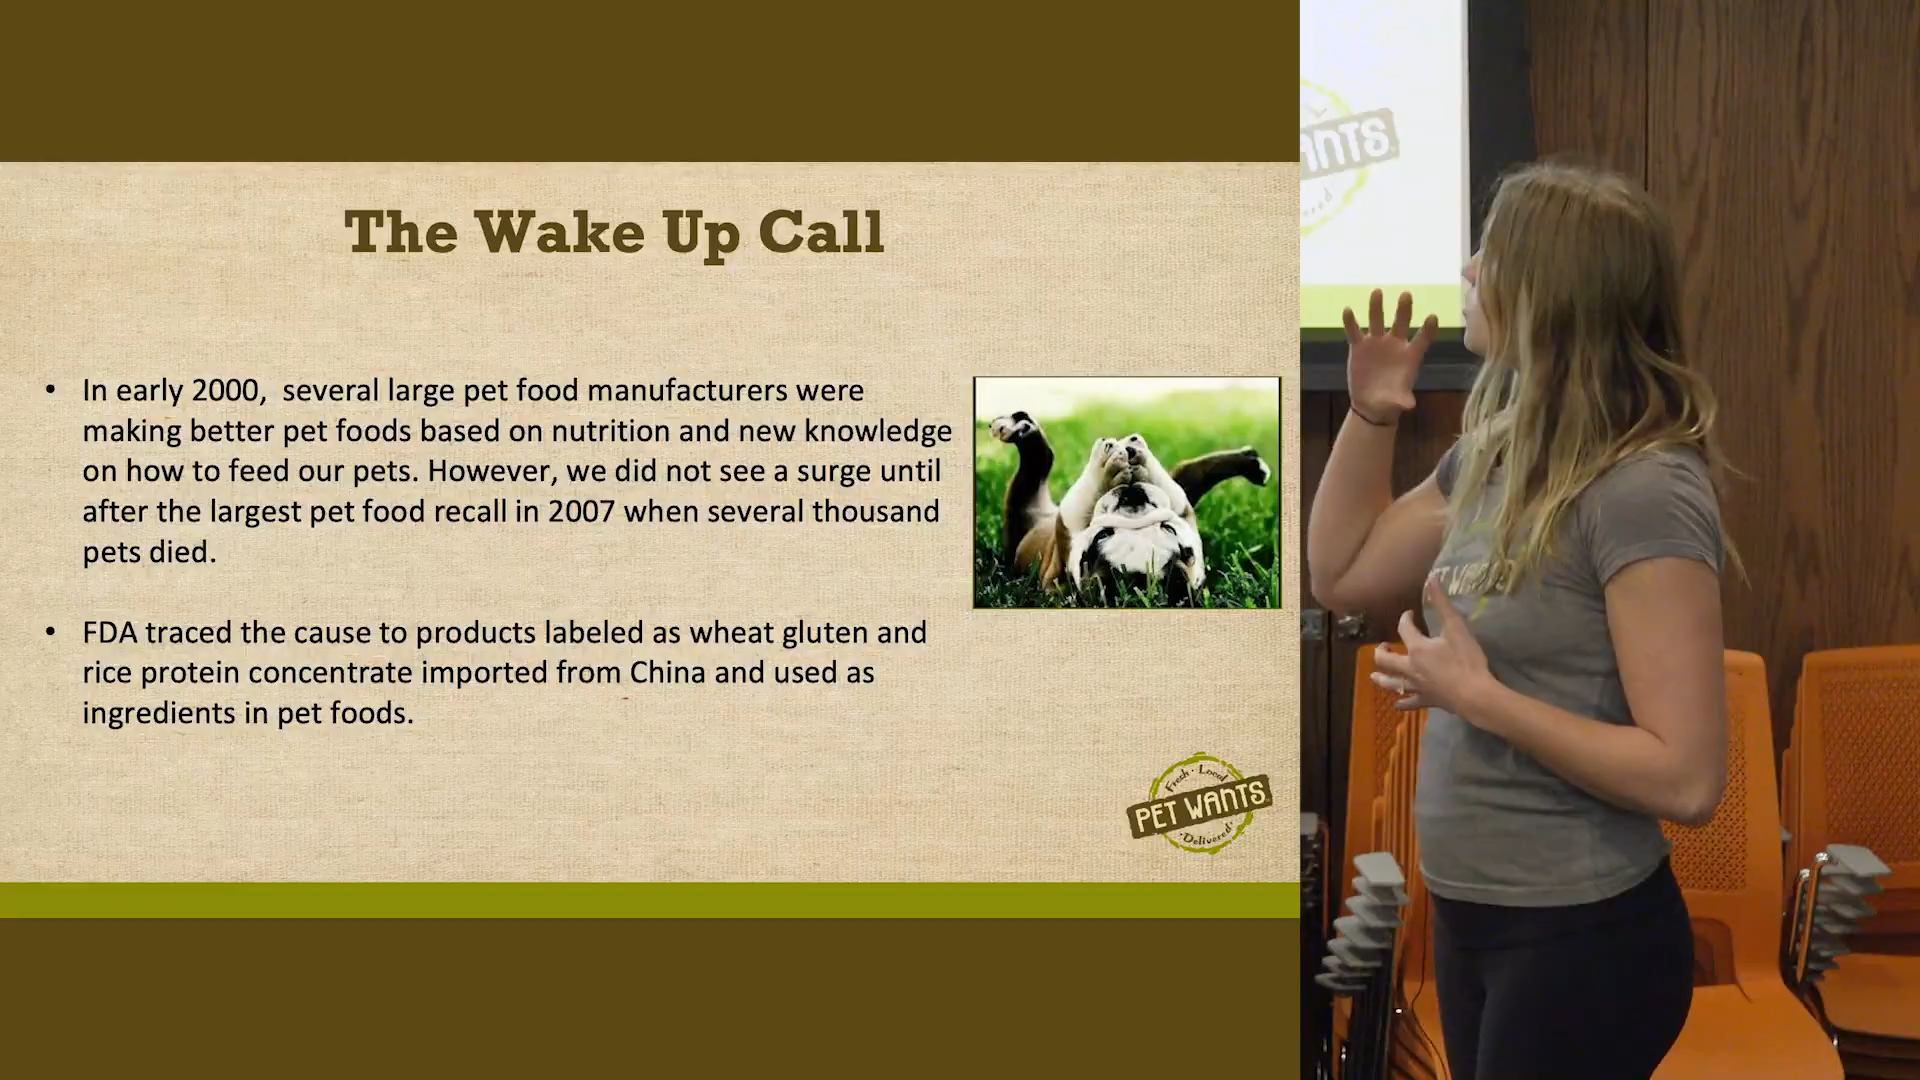 The Wake Up Call
• In early 2000,  several large pet food manufacturers were
making better pet foods based on nutrition and new knowledge
on how to feed our pets. However, we did not see a surge until
after the largest pet food recall in 2007 when several thousand
pets died.
• FDA traced the cause to products labeled as wheat gluten and
rice protein concentrate imported from China and used as
ingredients in pet foods.
Fresh · Local
PET WANTS
· Delivered ·
ANTS